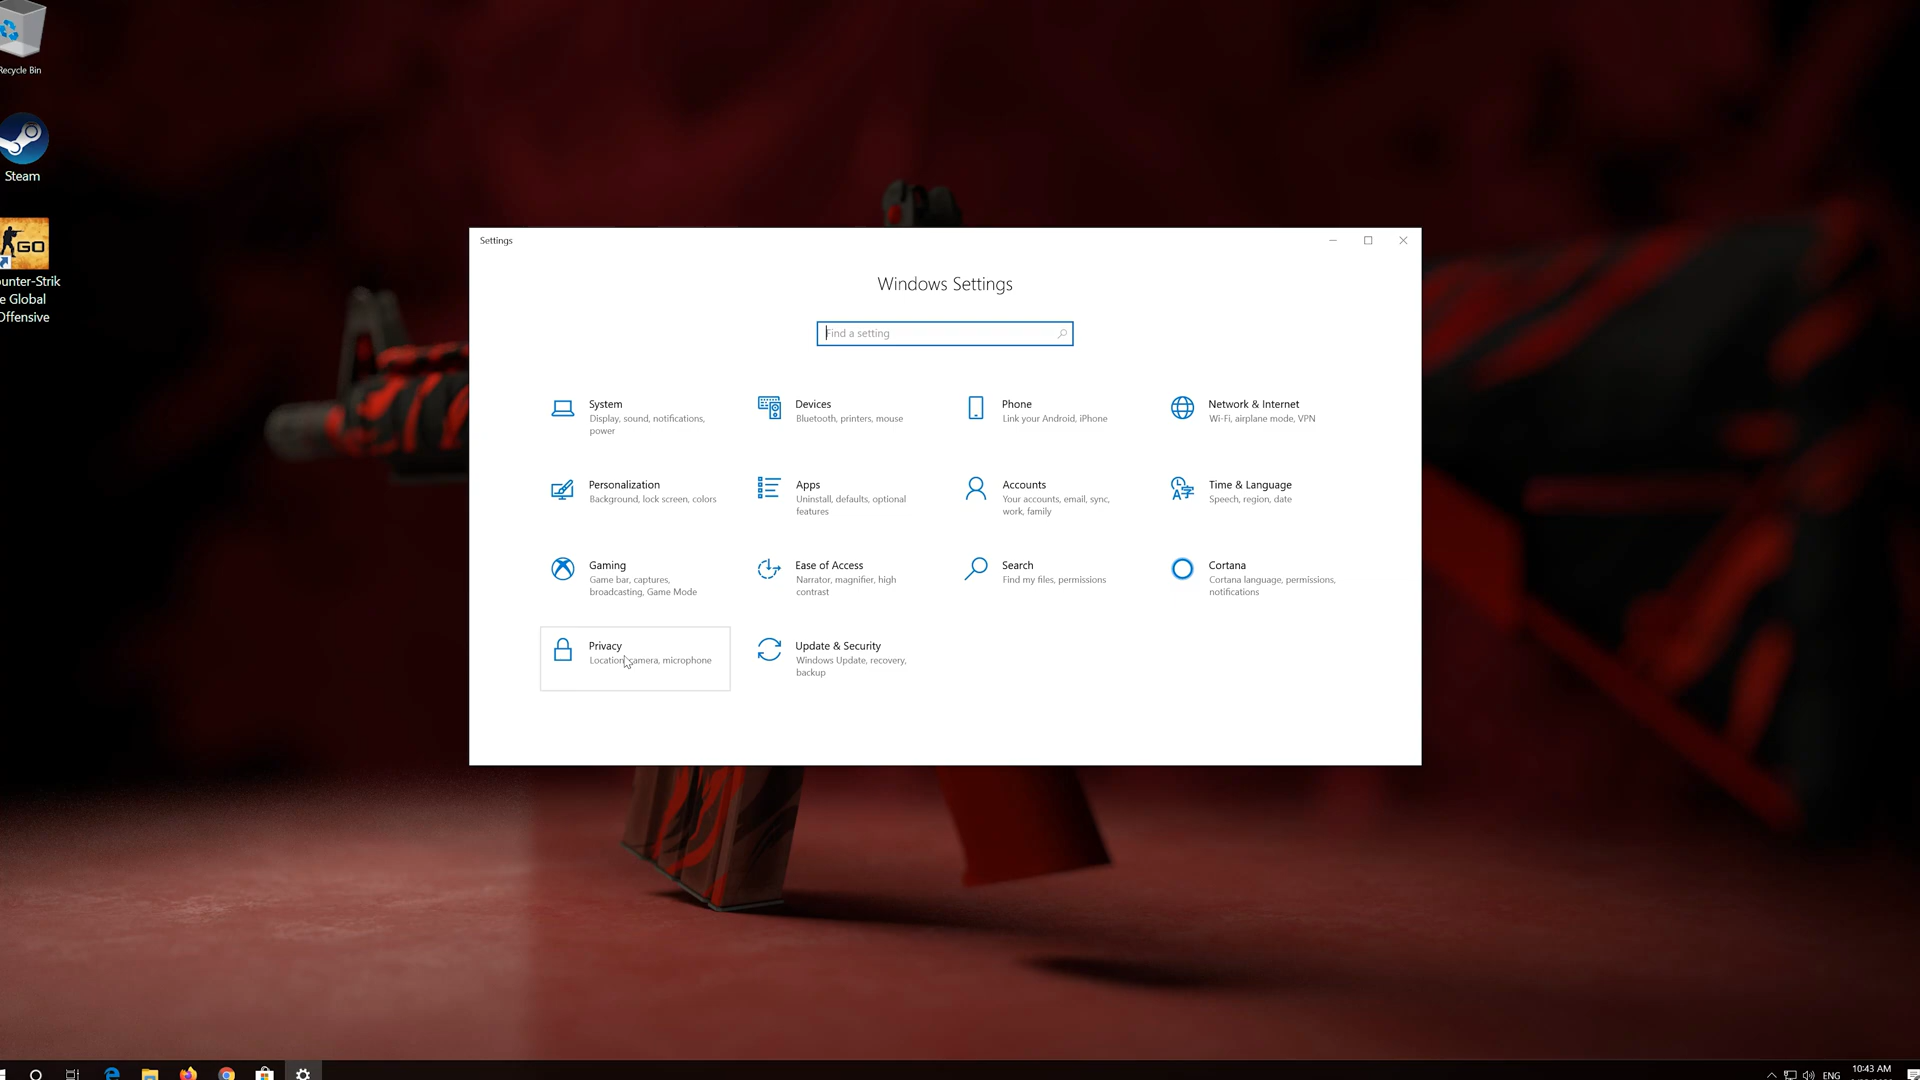 Recycle Bin
Steam
GO
unter-Strik
e Global
Offensive
Settings
Windows Settings
Find a setting
System
Display, sound, notifications,
power
Devices
Bluetooth, printers, mouse
Phone
Link your Android, iPhone
Network & Internet
Wi-Fi, airplane mode, VPN
Personalization
Background, lock screen, colors
Apps
Uninstall, defaults, optional
features
Accounts
Your accounts, email, sync,
work, family
Time & Language
Speech, region, date
Gaming
Game bar, captures,
broadcasting, Game Mode
Ease of Access
Narrator, magnifier, high
contrast
Search
Find my files, permissions
Cortana
Cortana language, permissions,
notifications
Privacy
Location, camera, microphone
Update & Security
Windows Update, recovery,
backup
ENG
10:43 AM